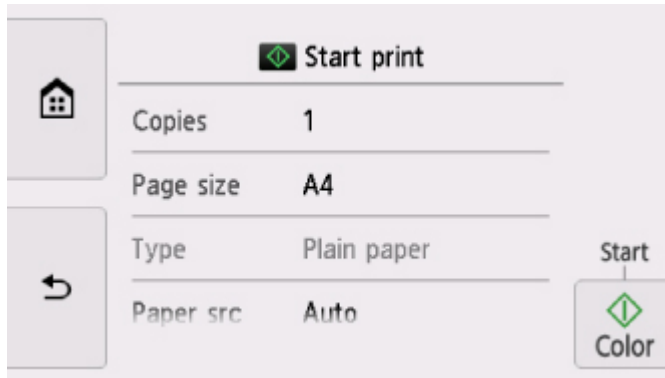 Start print
Copies 1
Page size A4
Type Plain paper
Paper src Auto
Start
Color